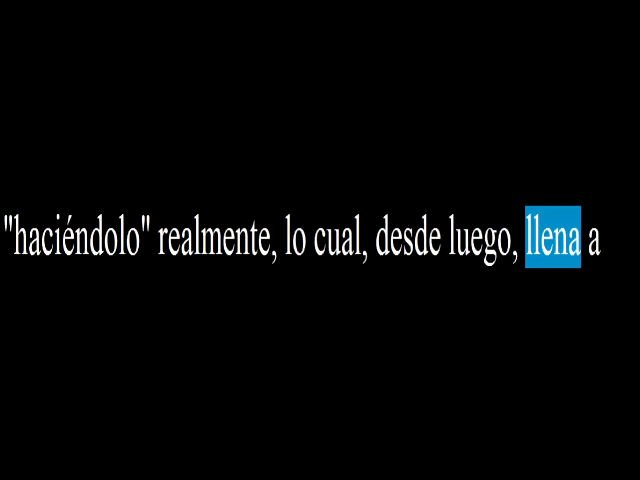 "haciéndolo" realmente, lo cual, desde luego, llena a